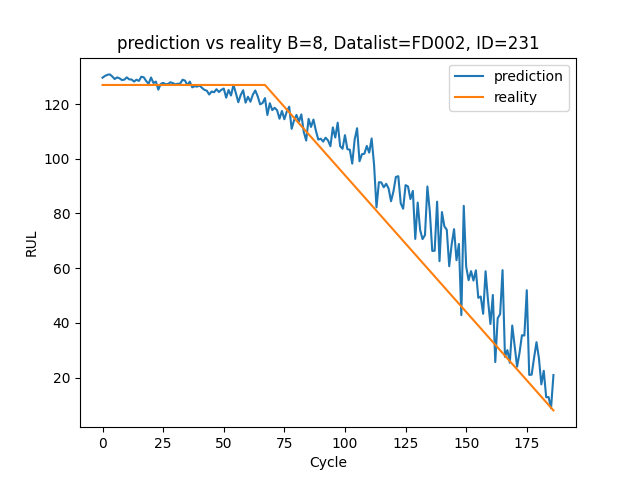 prediction vs reality B=8, Datalist=FD002, ID=231
prediction
reality
RUL
120
100
80
60
40
20
0 25 50 75 100 125 150 175
Cycle